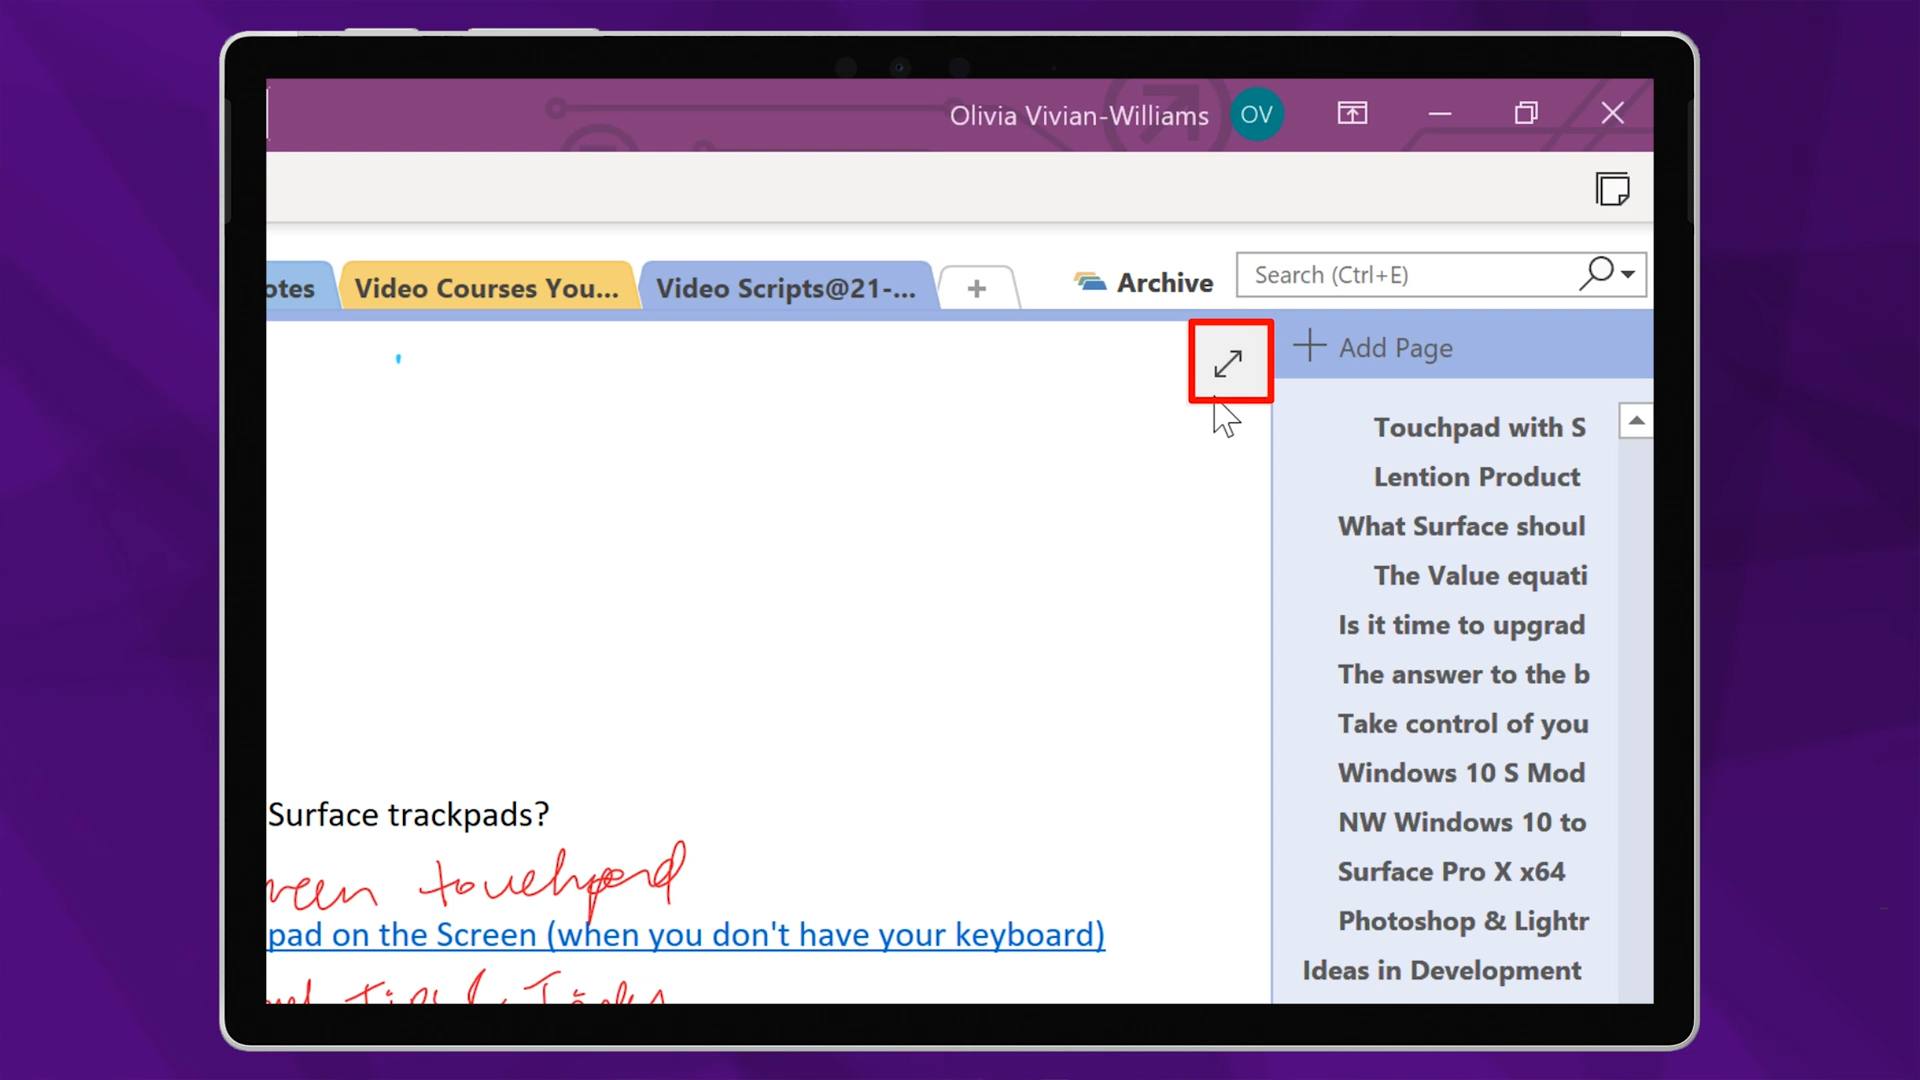 Olivia Vivian-Williams OV
otes
Video Courses You...
Video Scripts@21-...
+
Archive
Search (Ctrl+E)
Add Page
Touchpad with S
Lention Product
What Surface shoul
The Value equati
Is it time to upgrad
The answer to the b
Take control of you
Windows 10 S Mod
NW Windows 10 to
Surface Pro X x64
Photoshop & Lightr
Ideas in Development
Surface trackpads?
reen touchpad
pad on the Screen (when you don't have your keyboard)